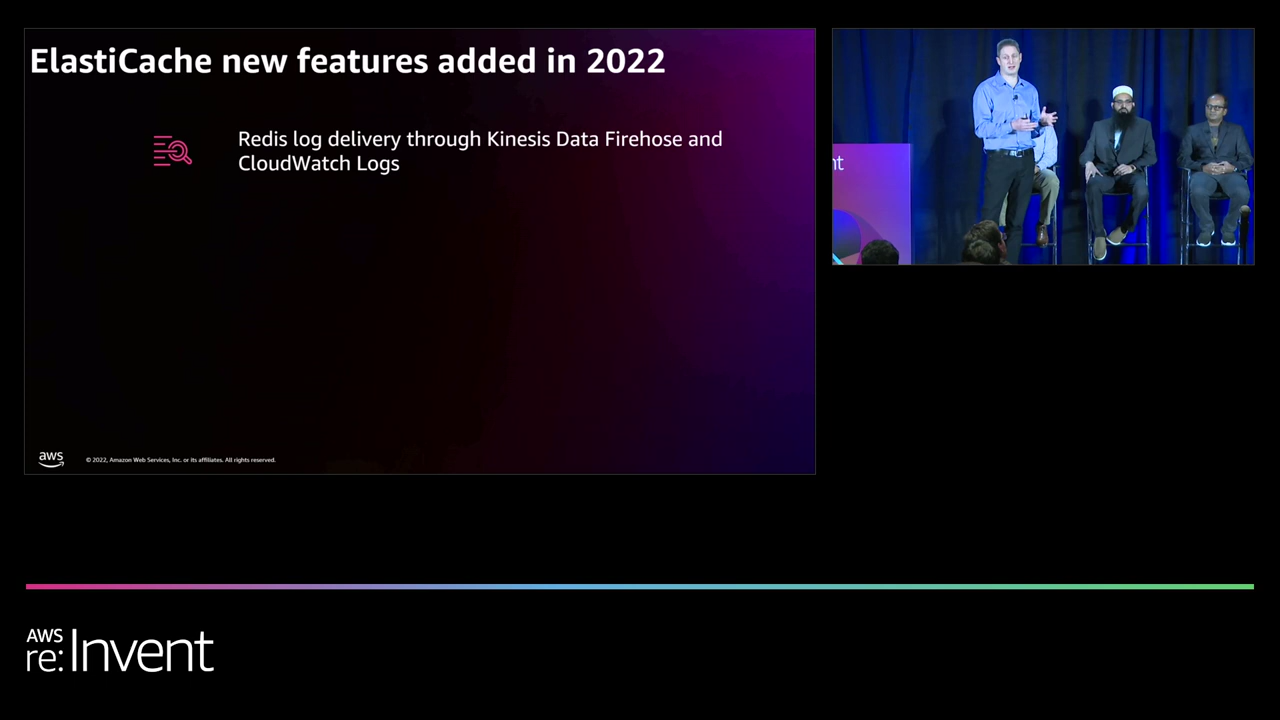 ElastiCache new features added in 2022
Redis log delivery through Kinesis Data Firehose and
CloudWatch Logs
aws
© 2022, Amazon Web Services, Inc. or its affiliates. All rights reserved.
nt
AWS
re:Invent